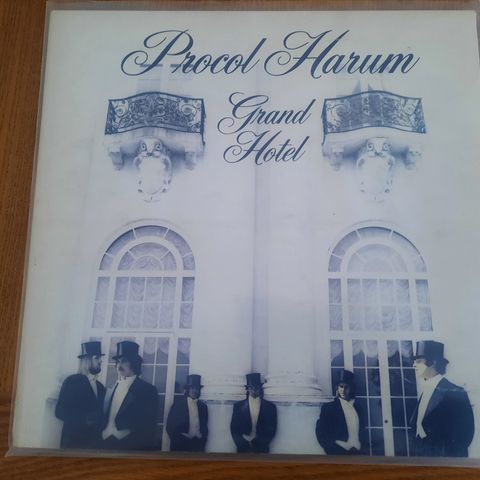 Procol Harum
Grand
Hotel